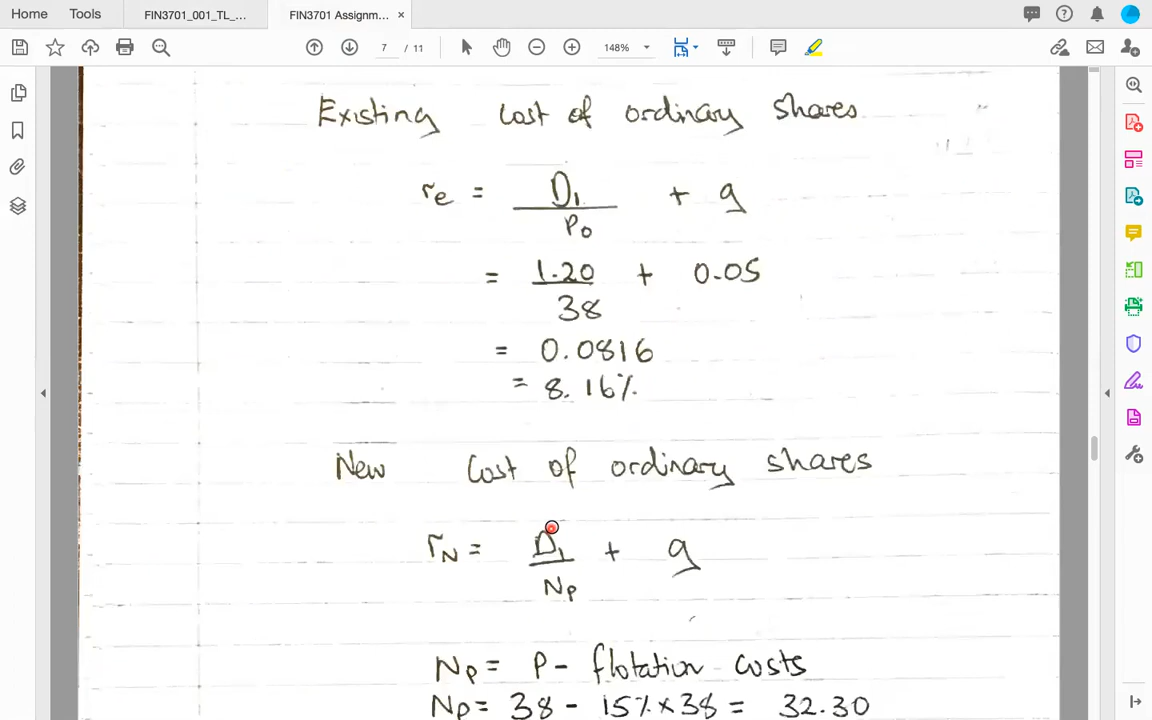 Home Tools FIN3701_001_TL_... FIN3701 Assignm... ×
7 / 11 148%
Existing Cost of ordinary shares
re = D1 + g
P0
= 1.20 + 0.05
38
= 0.0816
= 8.16%
New Cost of ordinary shares
rN = D1 + g
NP
NP = P - flotation costs
NP = 38 - 15% x 38 = 32.30